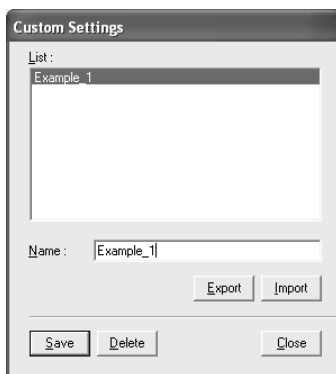 Custom Settings
List :
Example_1
Name : Example_1
Export Import
Save Delete Close